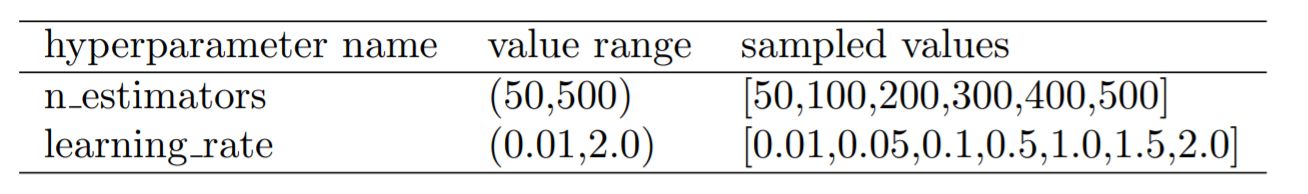 hyperparameter name value range sampled values
n_estimators (50,500) [50,100,200,300,400,500]
learning_rate (0.01,2.0) [0.01,0.05,0.1,0.5,1.0,1.5,2.0]